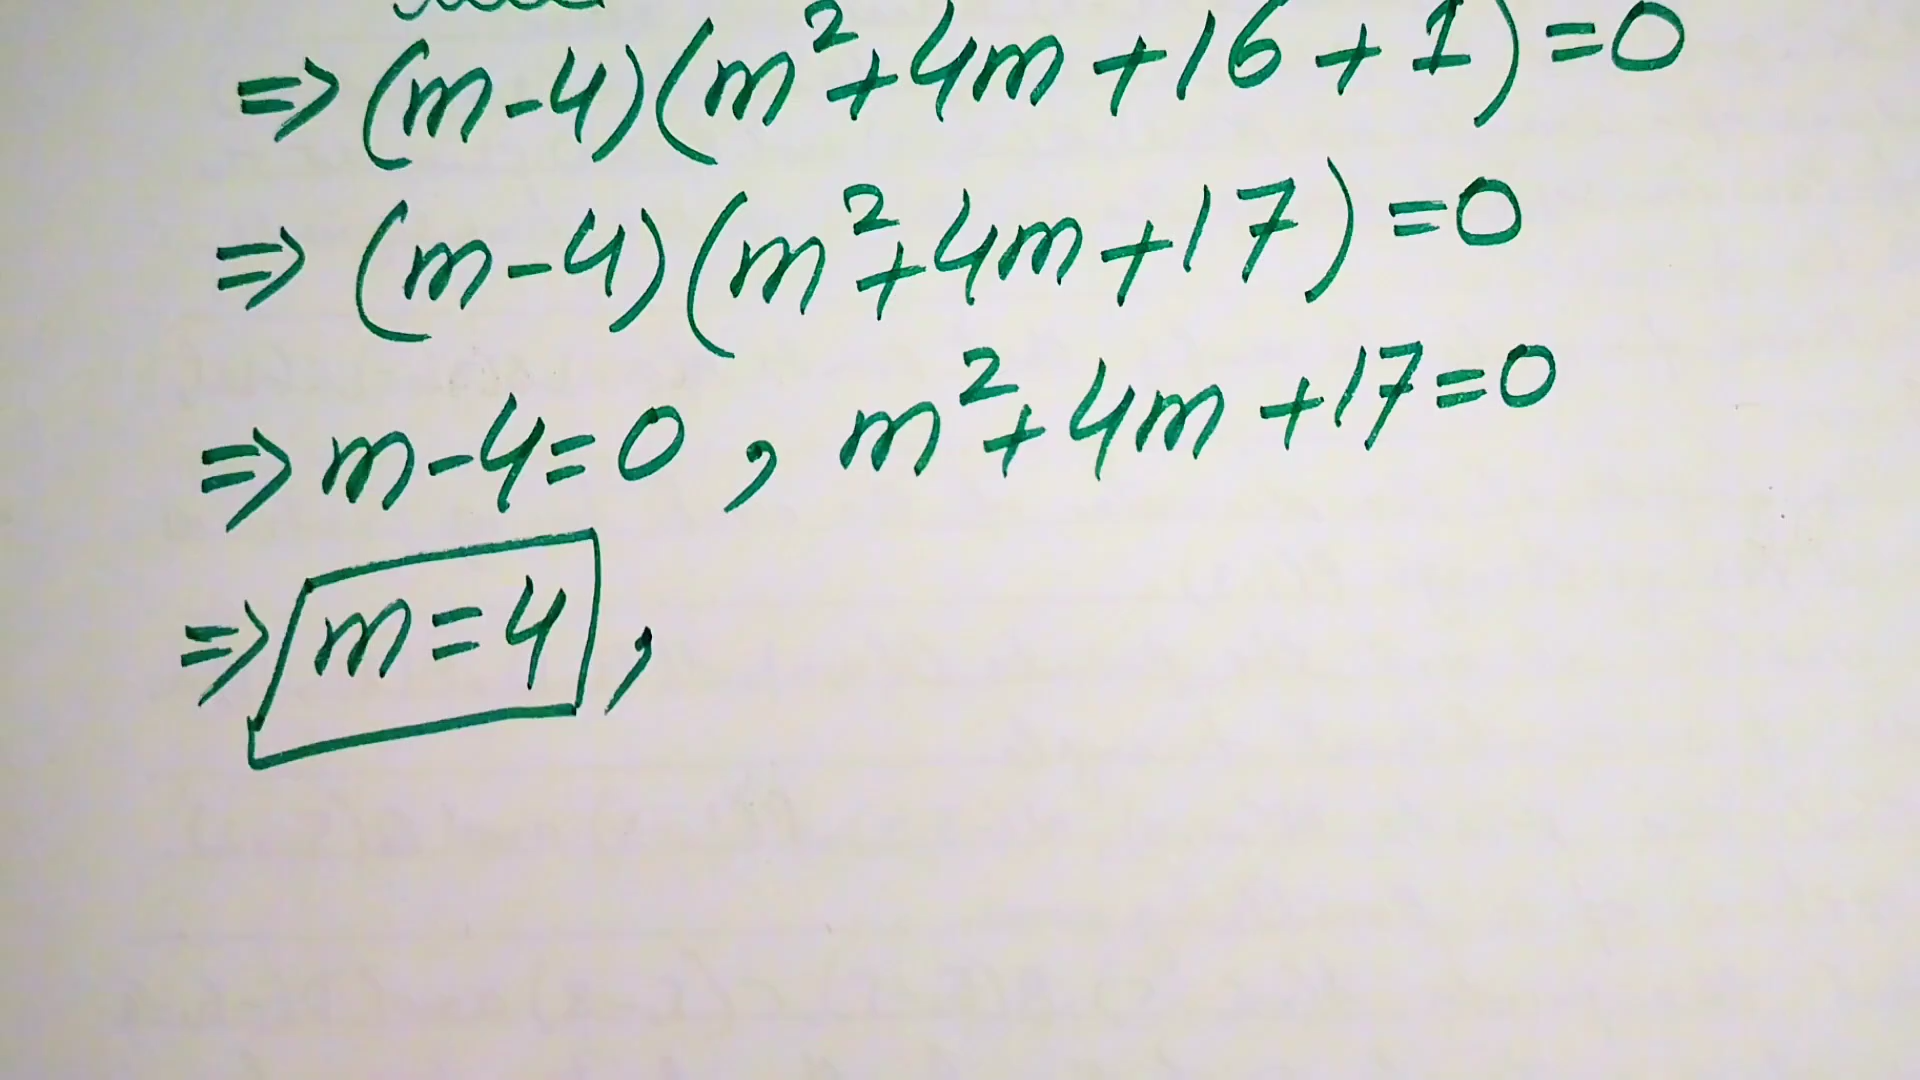 ⇒ (m-4)(m²+4m+16+1)=0
⇒ (m-4)(m²+4m+17)=0
⇒ m-4=0 , m²+4m+17=0
⇒ m=4 ,